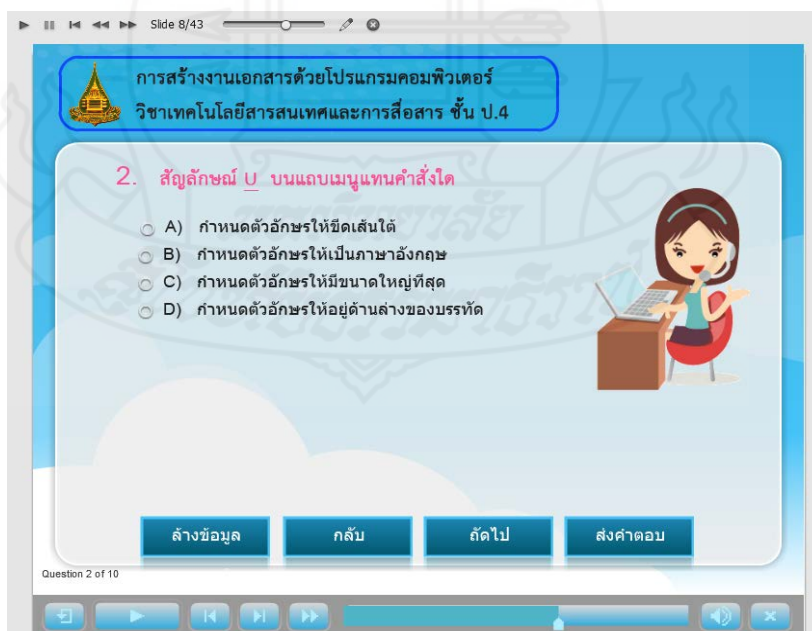 Slide 8/43
การสร้างงานเอกสารด้วยโปรแกรมคอมพิวเตอร์
วิชาเทคโนโลยีสารสนเทศและการสื่อสาร ชั้น ป.4
2. สัญลักษณ์ U บนแถบเมนูแทนคำสั่งใด
A) กำหนดตัวอักษรให้ขีดเส้นใต้
B) กำหนดตัวอักษรให้เป็นภาษาอังกฤษ
C) กำหนดตัวอักษรให้มีขนาดใหญ่ที่สุด
D) กำหนดตัวอักษรให้อยู่ด้านล่างของบรรทัด
ล้างข้อมูล กลับ ถัดไป ส่งคำตอบ
Question 2 of 10